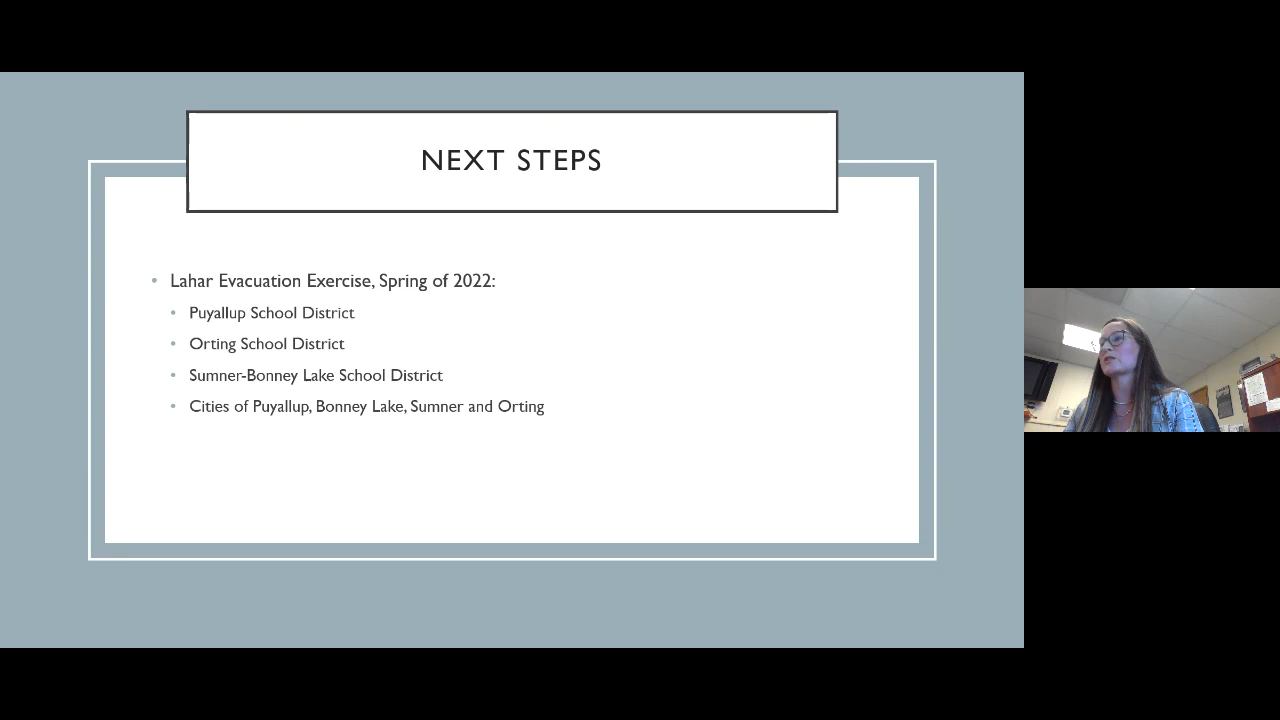 NEXT STEPS
• Lahar Evacuation Exercise, Spring of 2022:
• Puyallup School District
• Orting School District
• Sumner-Bonney Lake School District
• Cities of Puyallup, Bonney Lake, Sumner and Orting